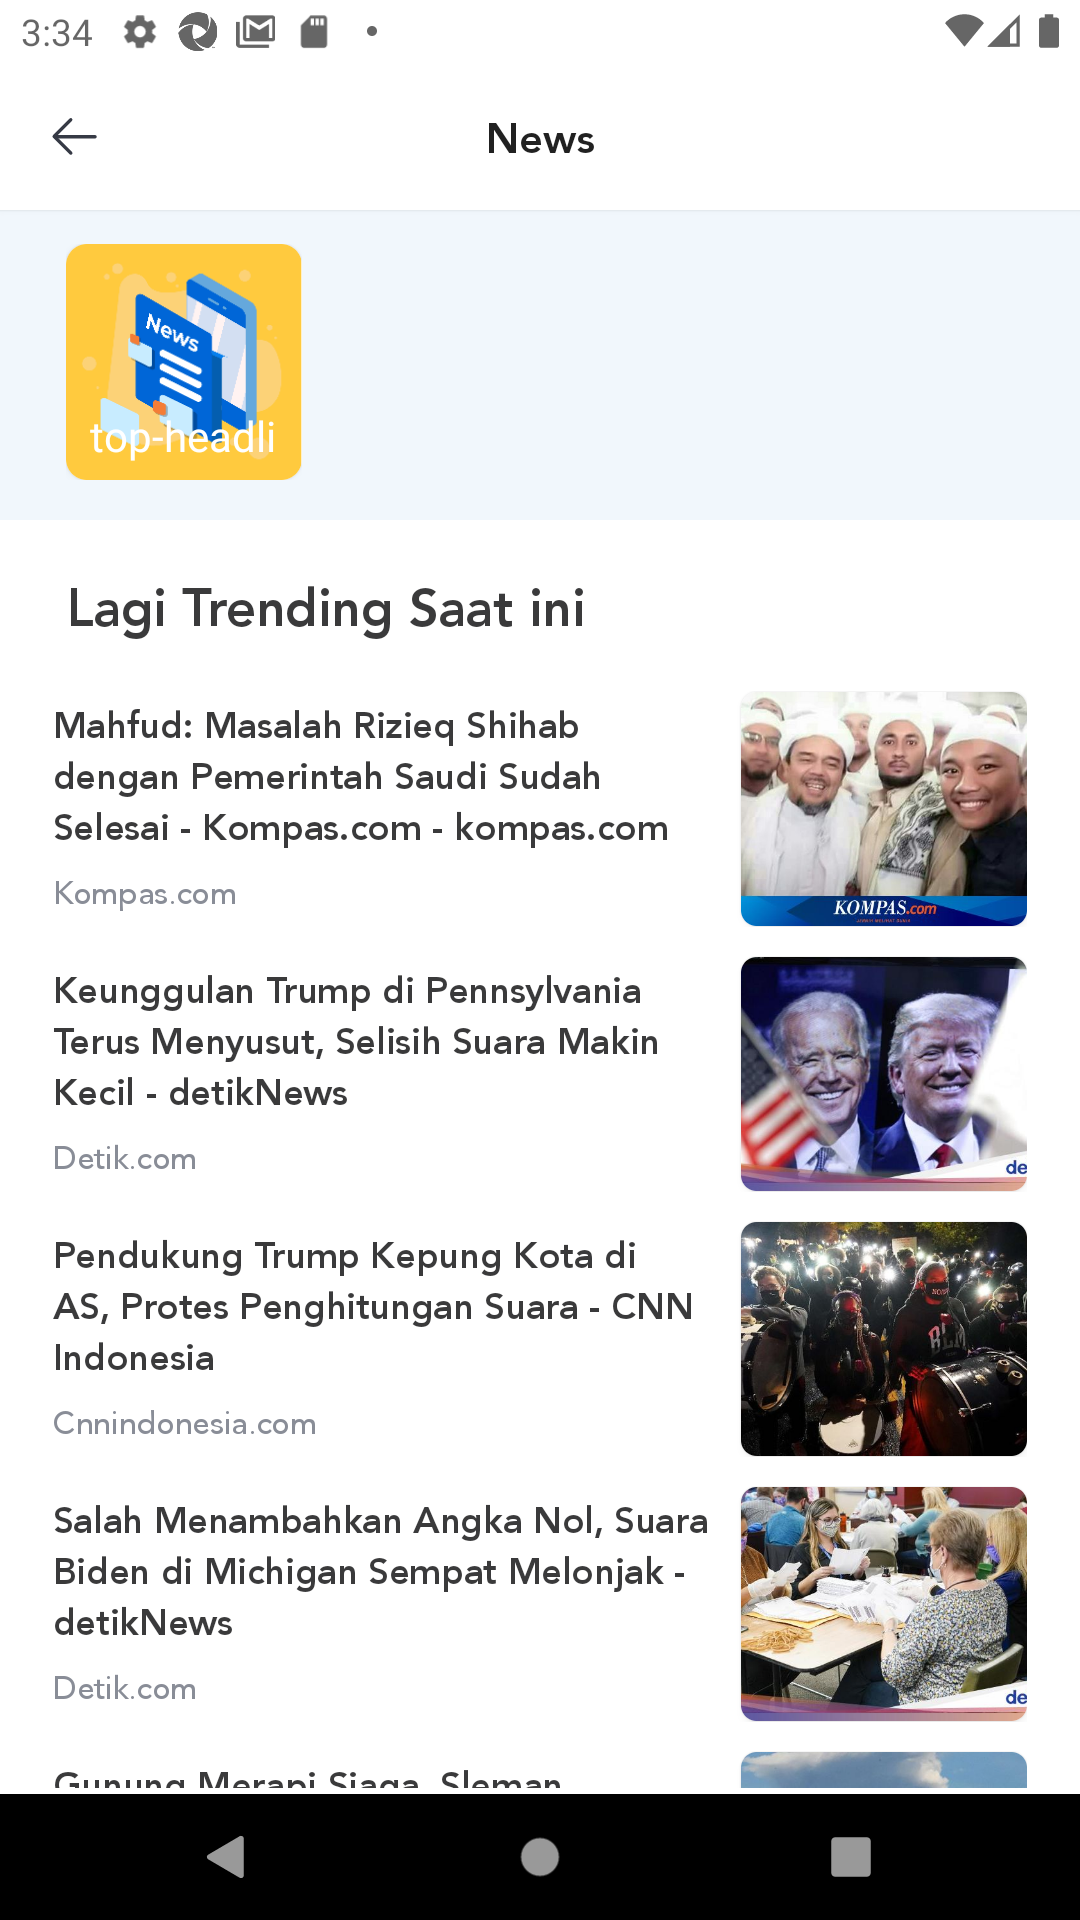 3:34
News
News
top-headli
Lagi Trending Saat ini
Mahfud: Masalah Rizieq Shihab
dengan Pemerintah Saudi Sudah
Selesai - Kompas.com - kompas.com
Kompas.com
KOMPAS.com
Keunggulan Trump di Pennsylvania
Terus Menyusut, Selisih Suara Makin
Kecil - detikNews
Detik.com
de
Pendukung Trump Kepung Kota di
AS, Protes Penghitungan Suara - CNN
Indonesia
Cnnindonesia.com
BLM
Salah Menambahkan Angka Nol, Suara
Biden di Michigan Sempat Melonjak -
detikNews
Detik.com
de
Gunung Merapi Siaga, Sleman